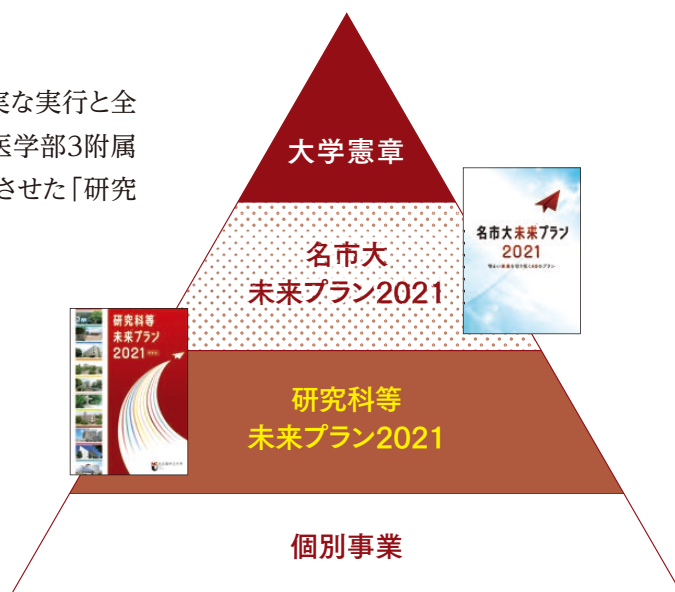 実な実行と全
医学部3附属
させた「研究
大学憲章
名市大
未来プラン2021
名市大未来プラン
2021
研究科等
未来プラン
2021
研究科等
未来プラン2021
個別事業